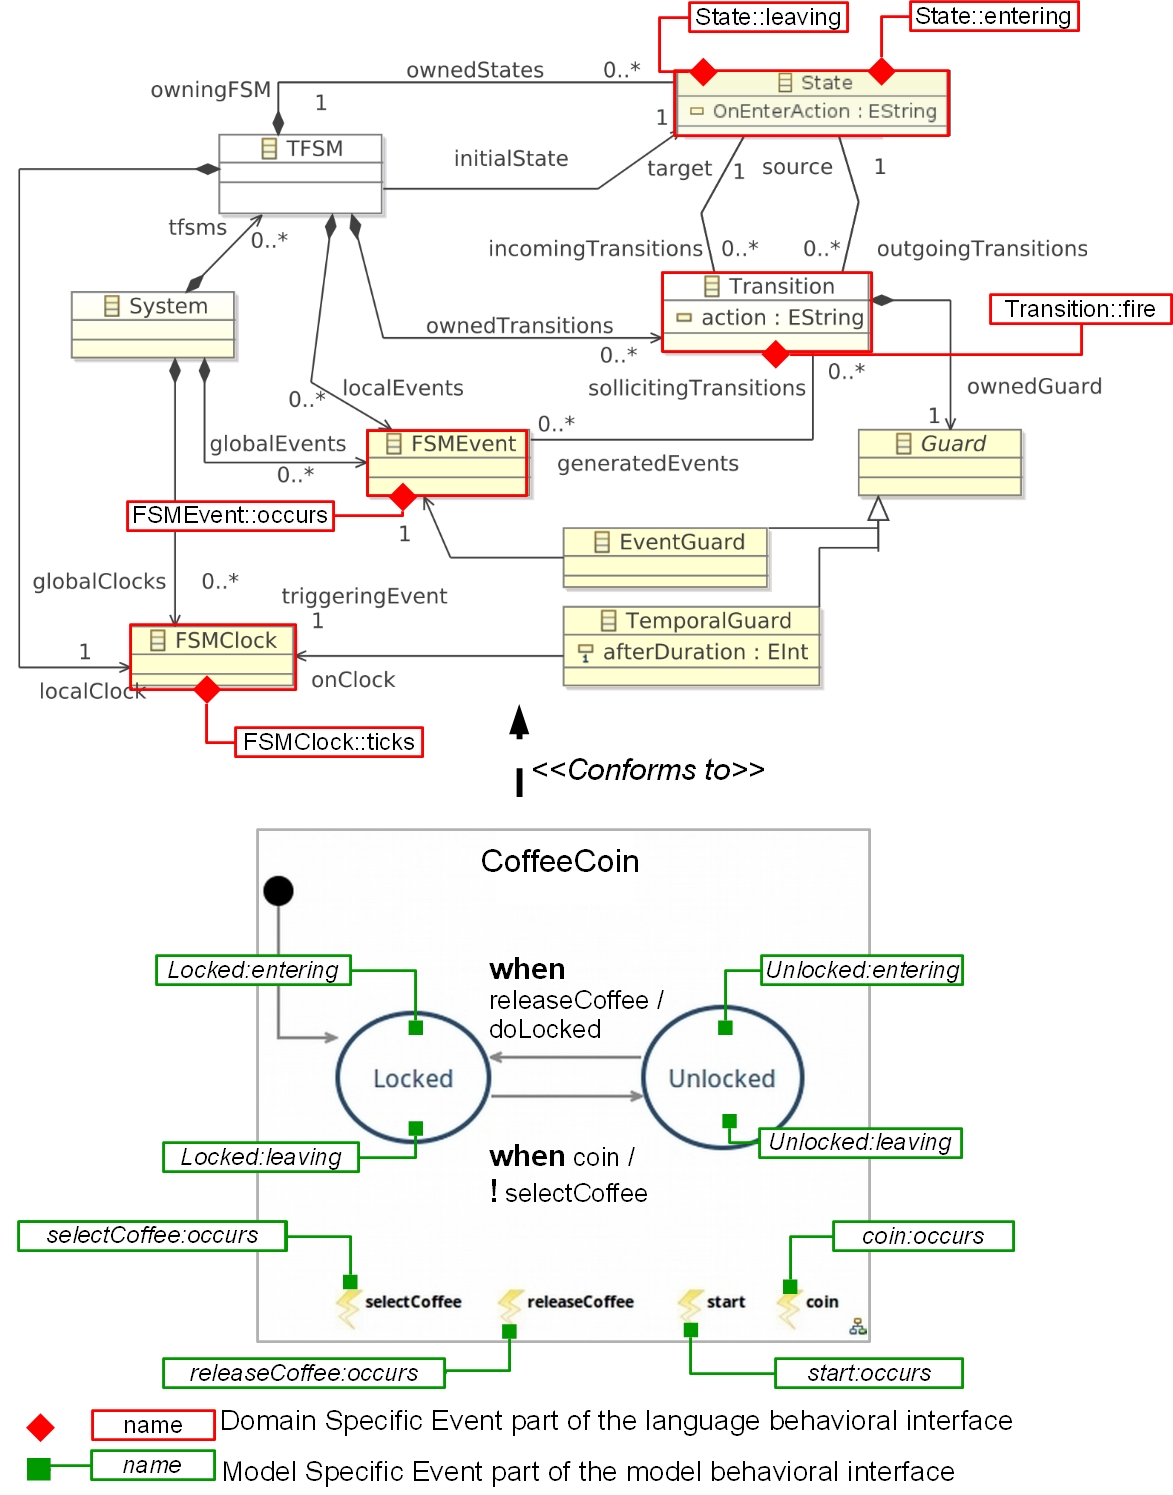 State::leaving
State::entering
ownedStates
0..*
owningFSM
1
State
OnEnterAction : EString
TFSM
1
initialState
target
1
source
1
tfsms
0..*
incomingTransitions
0..*
0..*
outgoingTransitions
System
Transition
action : EString
Transition::fire
ownedTransitions
0..*
localEvents
0..*
sollicitingTransitions
0..*
ownedGuard
1
globalEvents
0..*
FSMEvent
0..*
generatedEvents
Guard
FSMEvent::occurs
1
EventGuard
globalClocks
0..*
triggeringEvent
1
TemporalGuard
afterDuration : EInt
FSMClock
1
localClock
onClock
FSMClock::ticks
<<Conforms to>>
CoffeeCoin
Locked:entering
when
releaseCoffee /
doLocked
Unlocked:entering
Locked
Unlocked
Locked:leaving
when coin /
! selectCoffee
Unlocked:leaving
selectCoffee:occurs
coin:occurs
selectCoffee
releaseCoffee
start
coin
releaseCoffee:occurs
start:occurs
name
Domain Specific Event part of the language behavioral interface
name
Model Specific Event part of the model behavioral interface